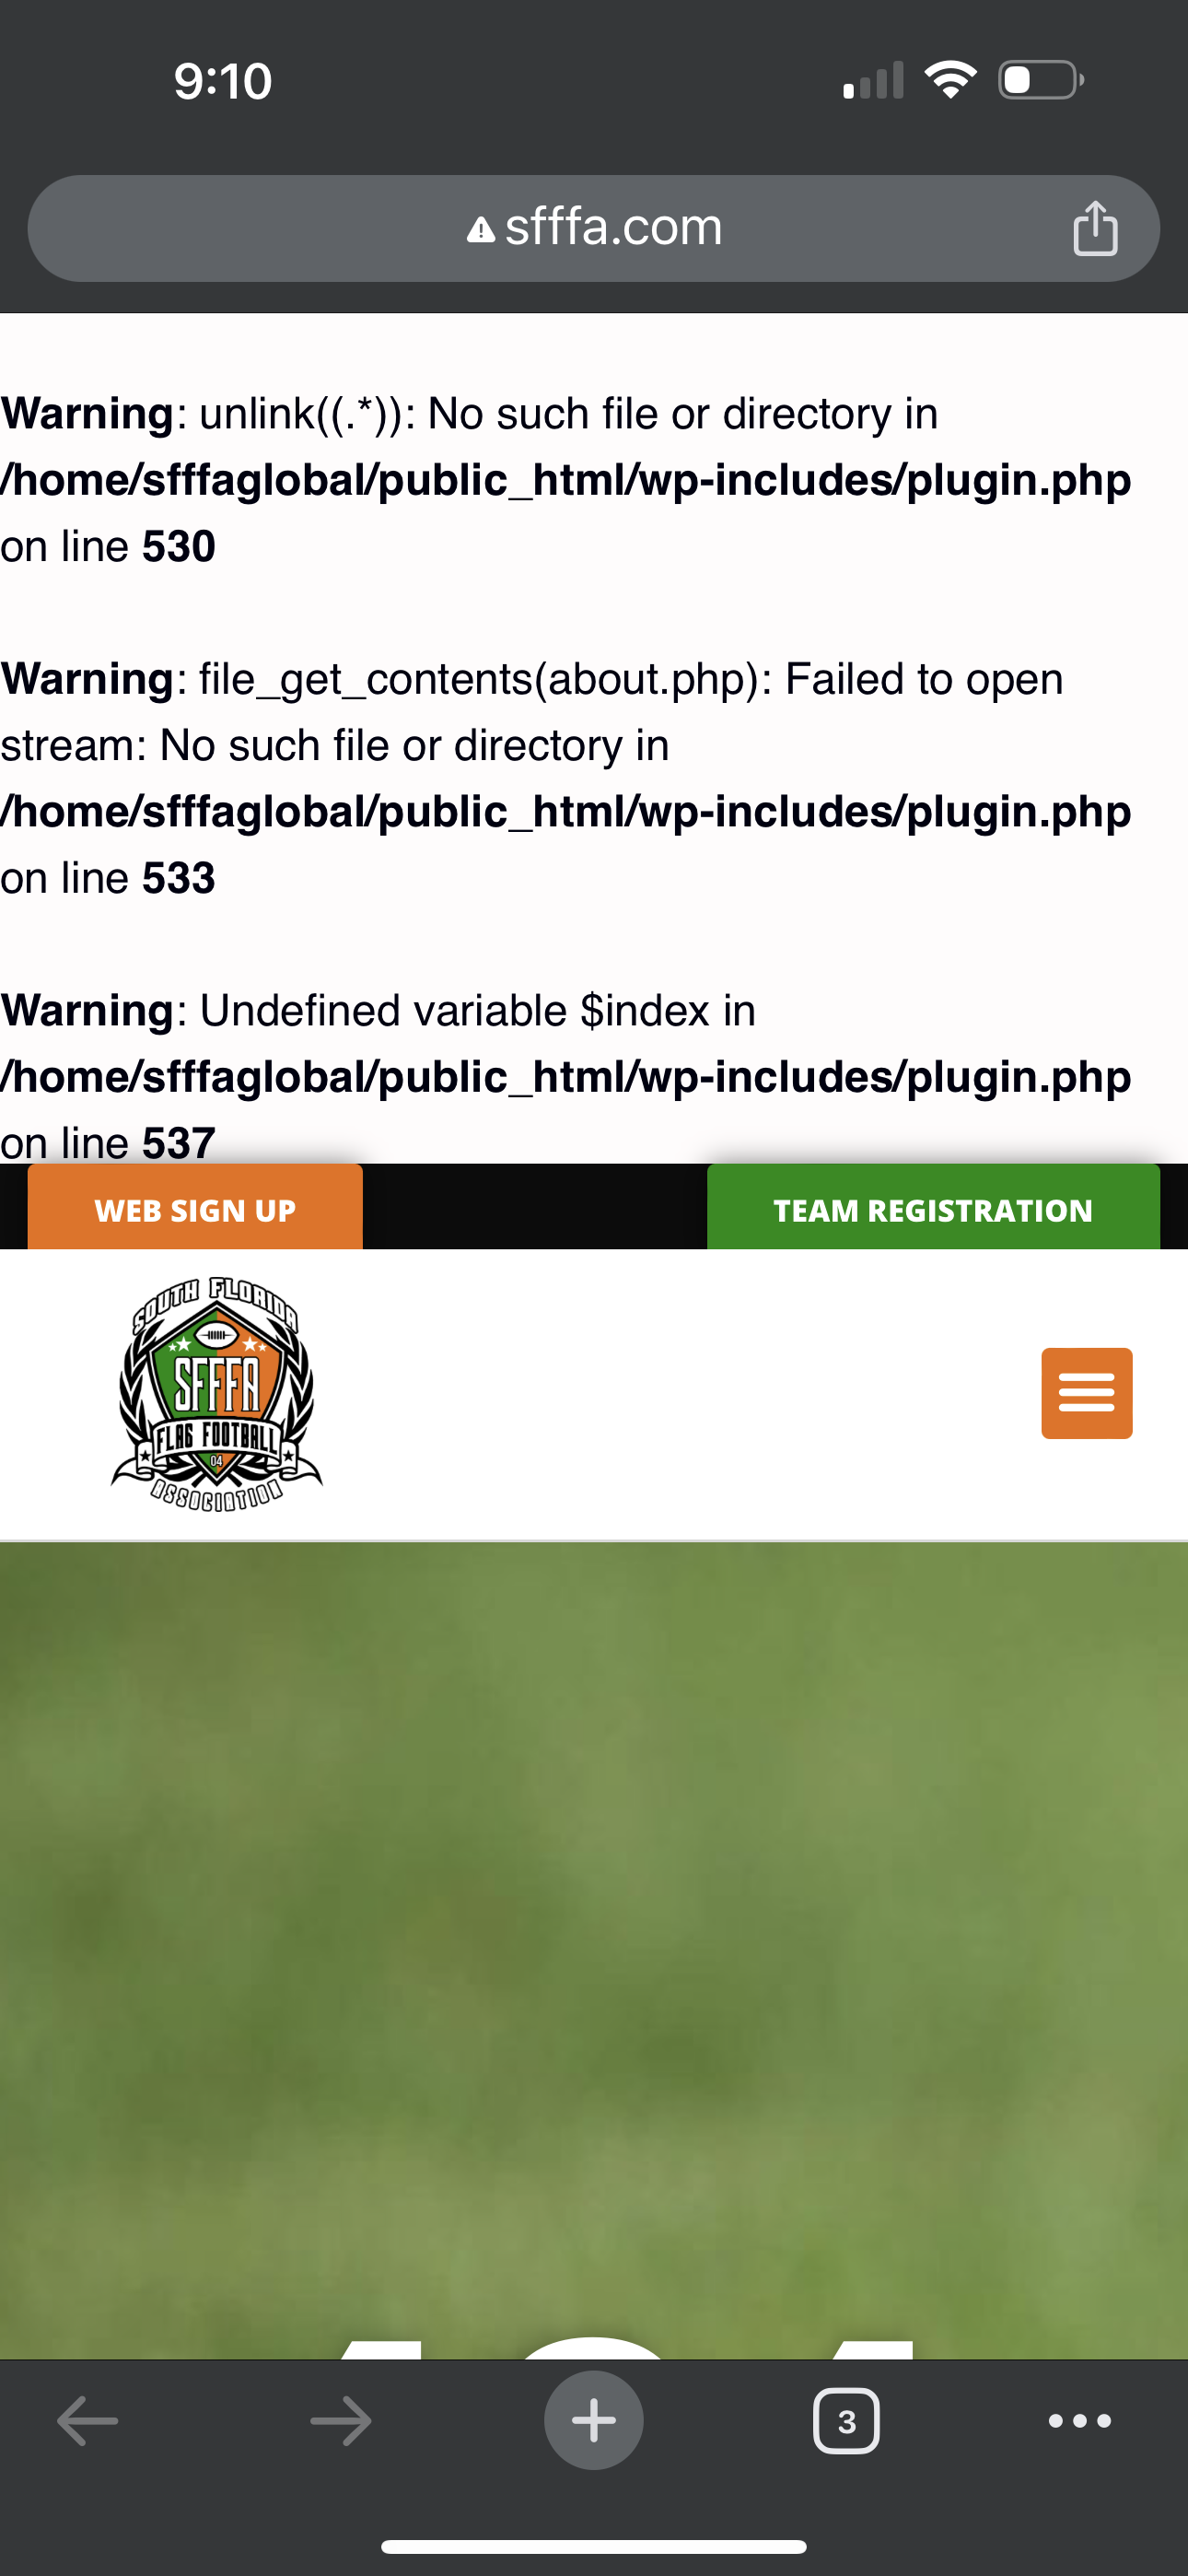 9:10
sfffa.com
Warning: unlink((.*)): No such file or directory in
/home/sfffaglobal/public_html/wp-includes/plugin.php
on line 530
Warning: file_get_contents(about.php): Failed to open
stream: No such file or directory in
/home/sfffaglobal/public_html/wp-includes/plugin.php
on line 533
Warning: Undefined variable $index in
/home/sfffaglobal/public_html/wp-includes/plugin.php
on line 537
WEB SIGN UP
TEAM REGISTRATION
SOUTH FLORIDA
SFFFA
FLAG FOOTBALL
04
ASSOCIATION
3